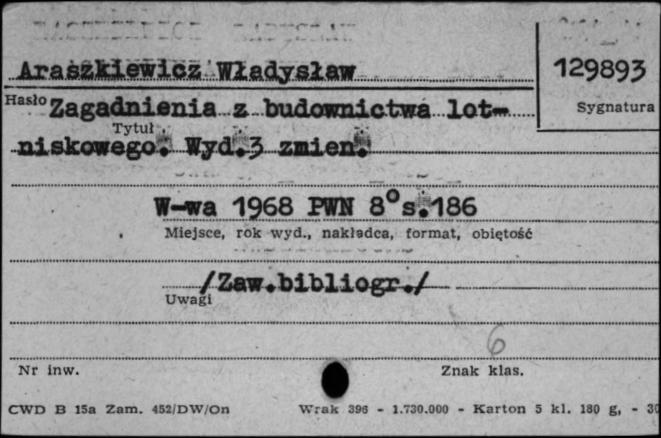 Araszkiewicz Władysław
129893
Hasło
Sygnatura
Zagadnienia z budownictwa lot-
Tytuł
niskowego. Wyd.3 zmien.
W-wa 1968 PWN 8° s.186
Miejsce, rok wyd., nakładca, format, objętość
/Zaw.bibliogr./
Uwagi
6
Nr inw.
Znak klas.
CWD B 15a Zam. 452/DW/On
Wrak 396 - 1.730.000 - Karton 5 kl. 180 g, - 30